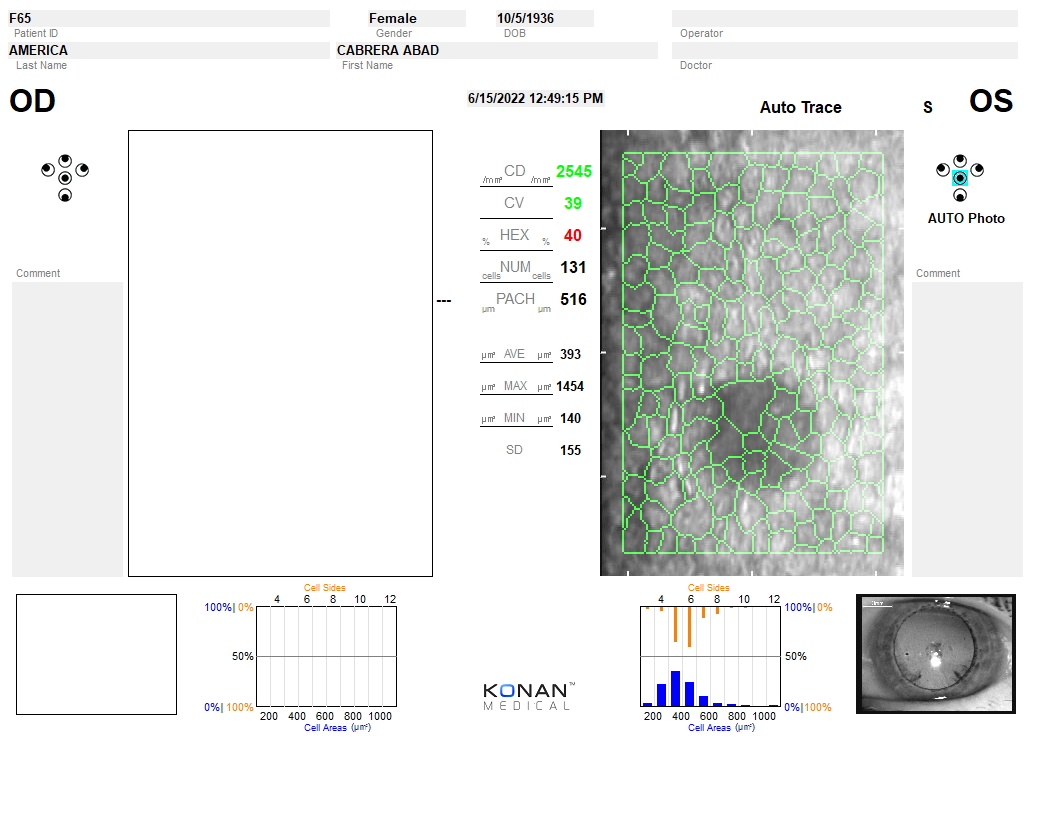 F65 Female 10/5/1936
Patient ID Gender DOB Operator
AMERICA CABRERA ABAD
Last Name First Name Doctor
OD 6/15/2022 12:49:15 PM Auto Trace S OS
/mm² CD /mm² 2545
CV 39
% HEX % 40
cells NUM cells 131
--- µm PACH µm 516
µm² AVE µm² 393
µm² MAX µm² 1454
µm² MIN µm² 140
SD 155
AUTO Photo
Comment Comment
Cell Sides Cell Sides
4 6 8 10 12 4 6 8 10 12
100%| 0% 100%|0%
50% 50%
0%| 100% 0%|100%
200 400 600 800 1000 200 400 600 800 1000
Cell Areas (µm²) Cell Areas (µm²)
KONAN™
MEDICAL